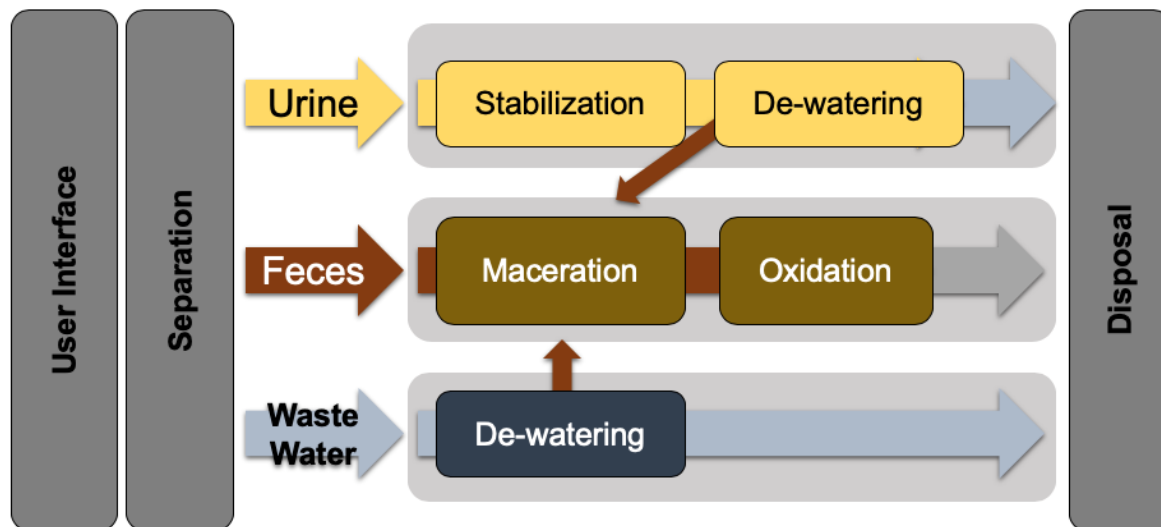 User Interface
Separation
Urine
Stabilization
De-watering
Feces
Maceration
Oxidation
Waste
Water
De-watering
Disposal